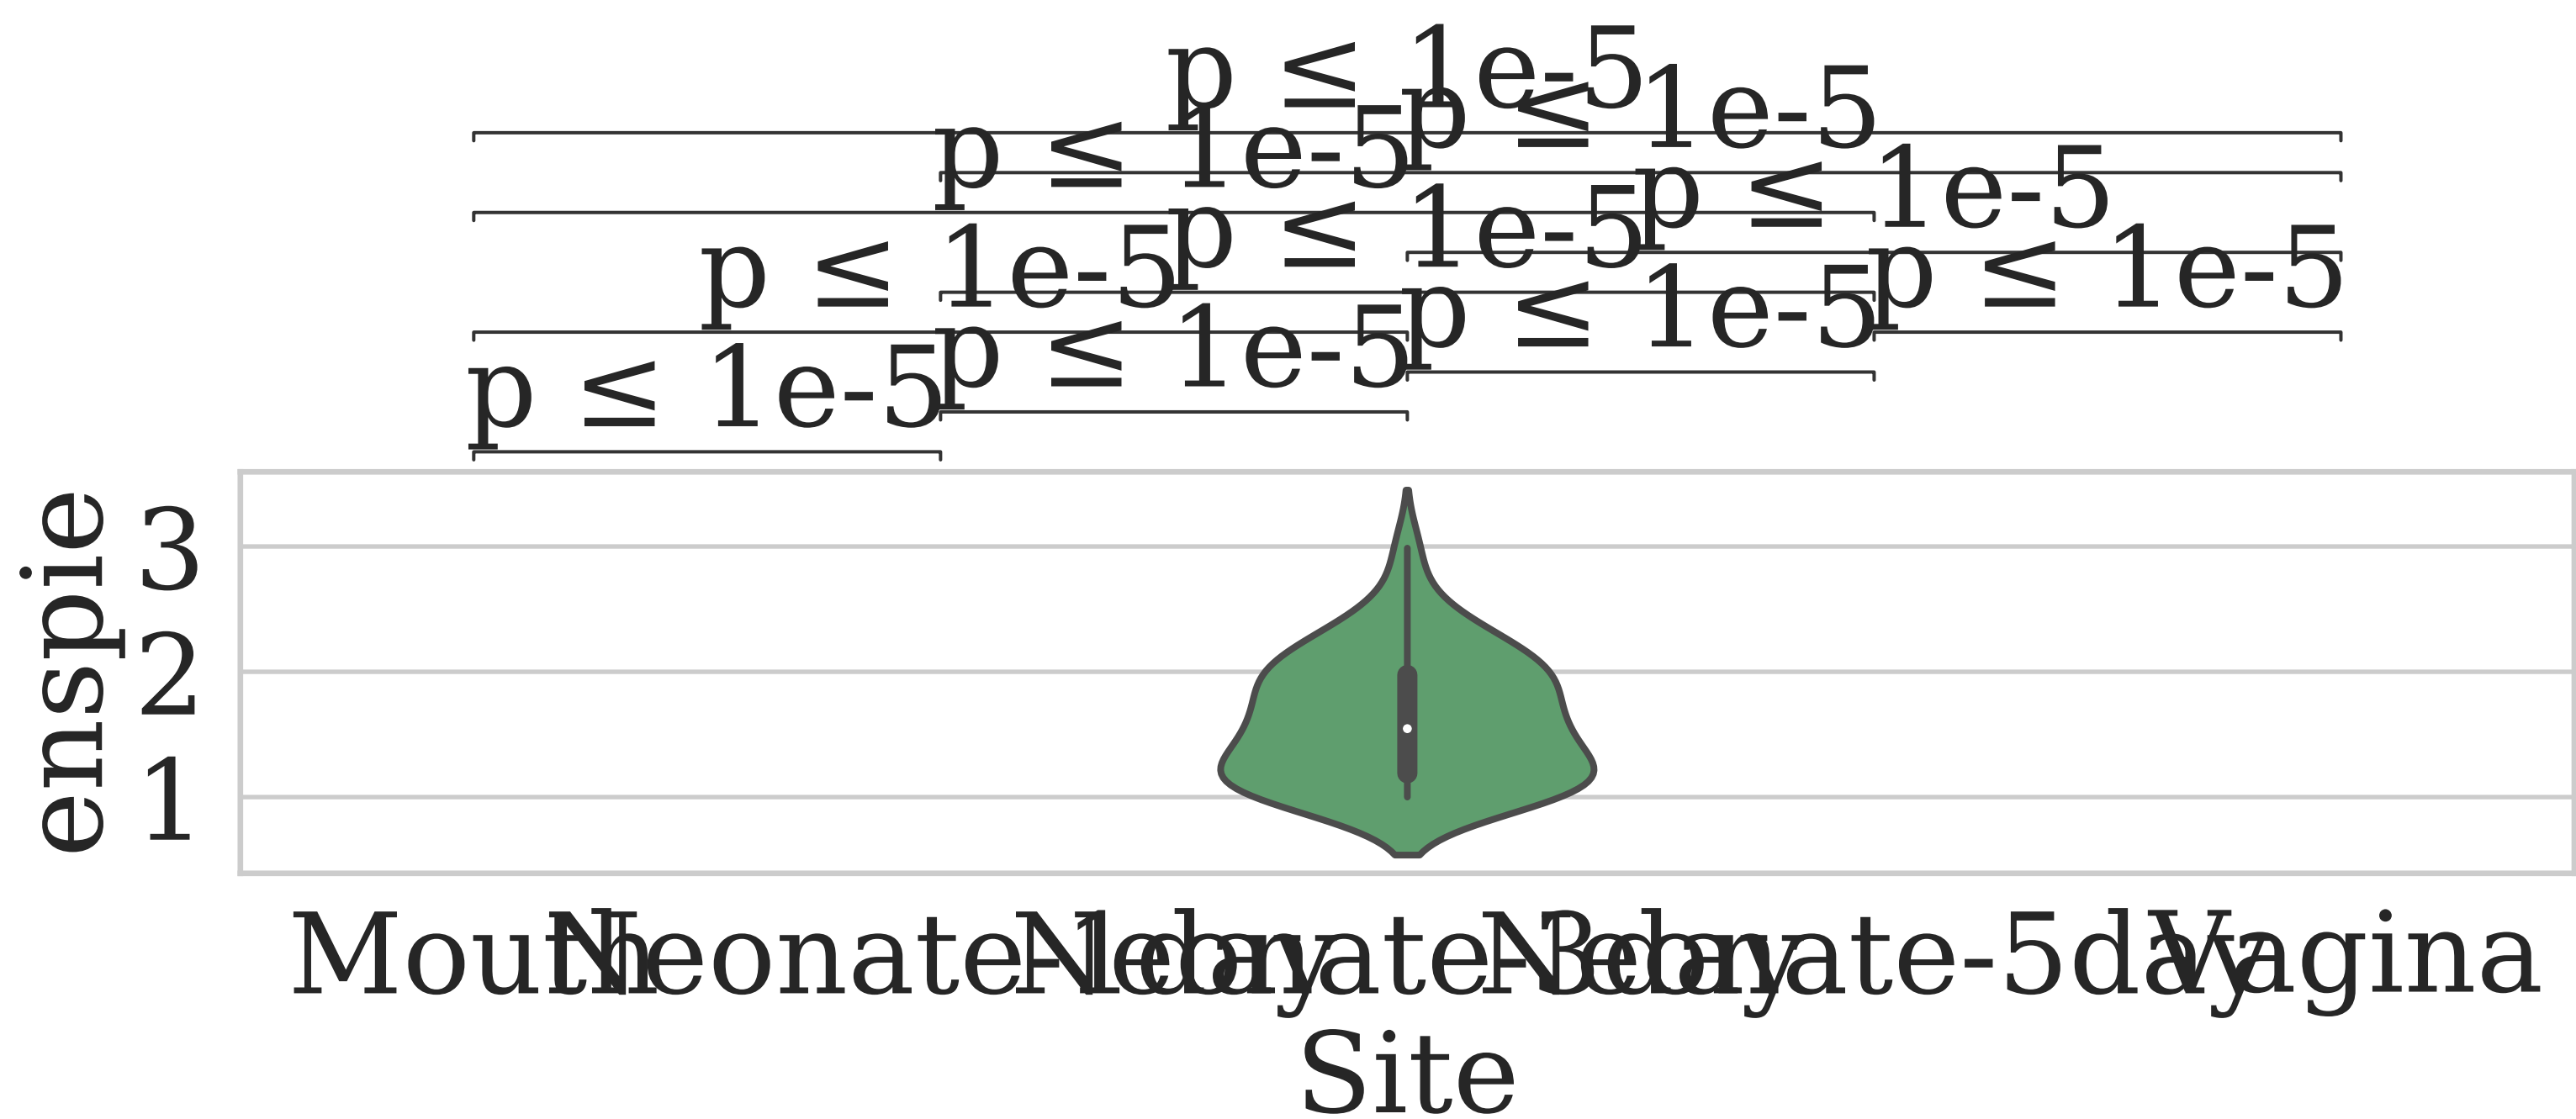 p ≤ 1e-5
p ≤ 1e-5
p ≤ 1e-5
p ≤ 1e-5
p ≤ 1e-5
p ≤ 1e-5
p ≤ 1e-5
p ≤ 1e-5
p ≤ 1e-5
p ≤ 1e-5
enspie
3
2
1
Mouth Neonate-1day Neonate-3day Neonate-5day Vagina
Site